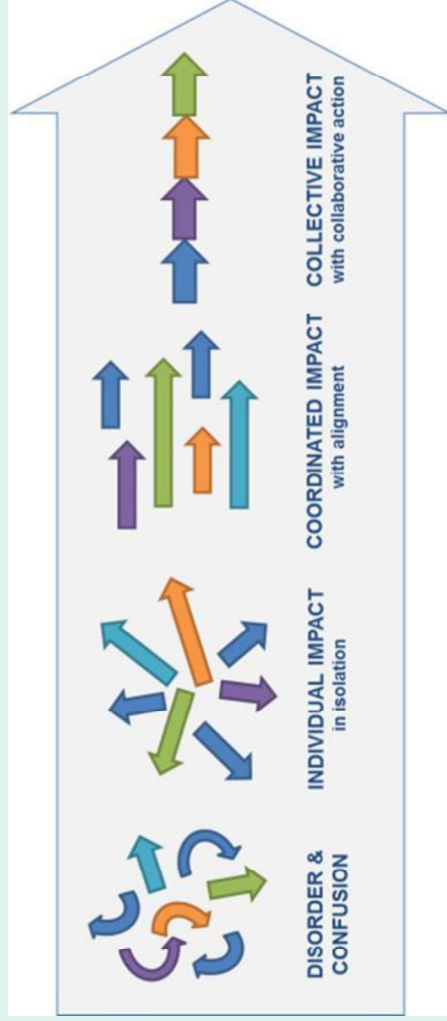 DISORDER &
CONFUSION
INDIVIDUAL IMPACT
in isolation
COORDINATED IMPACT
with alignment
COLLECTIVE IMPACT
with collaborative action